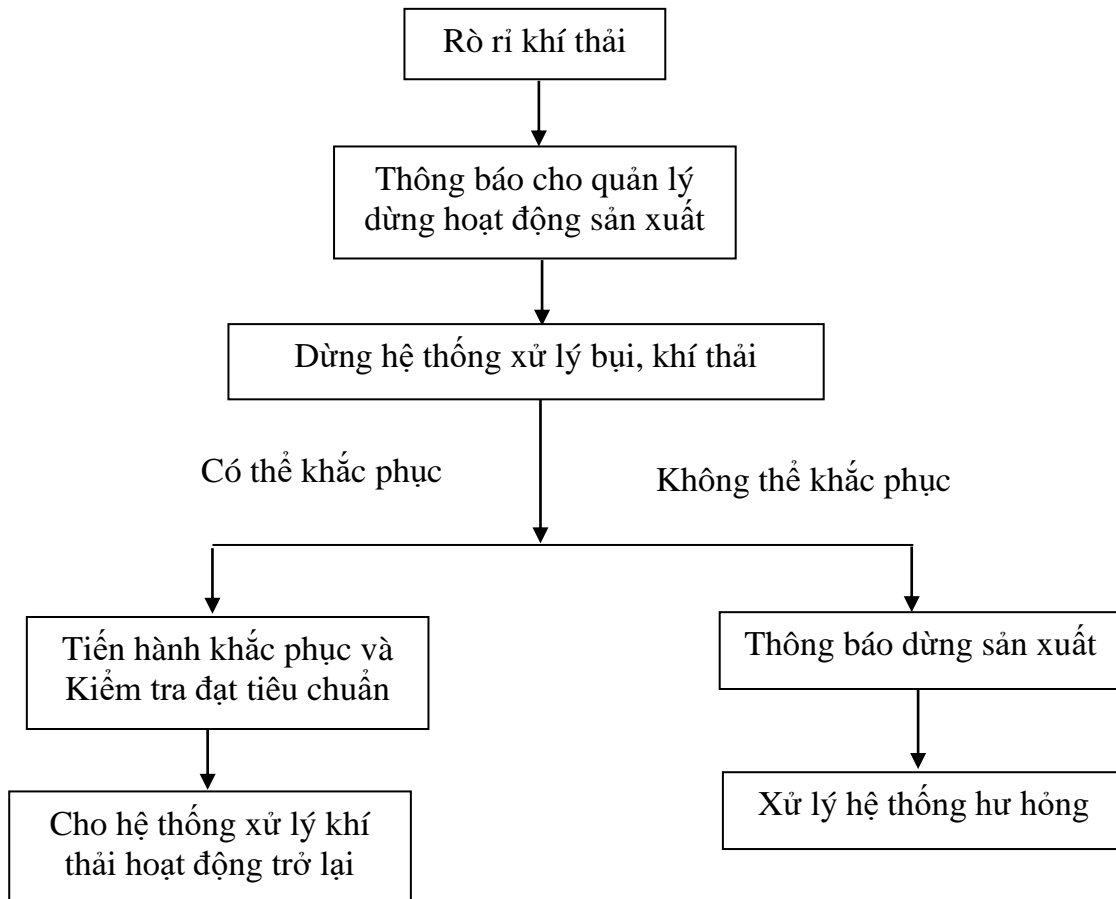 Rò rỉ khí thải
Thông báo cho quản lý
dừng hoạt động sản xuất
Dừng hệ thống xử lý bụi, khí thải
Có thể khắc phục
Không thể khắc phục
Tiến hành khắc phục và
Kiểm tra đạt tiêu chuẩn
Thông báo dừng sản xuất
Cho hệ thống xử lý khí
thải hoạt động trở lại
Xử lý hệ thống hư hỏng